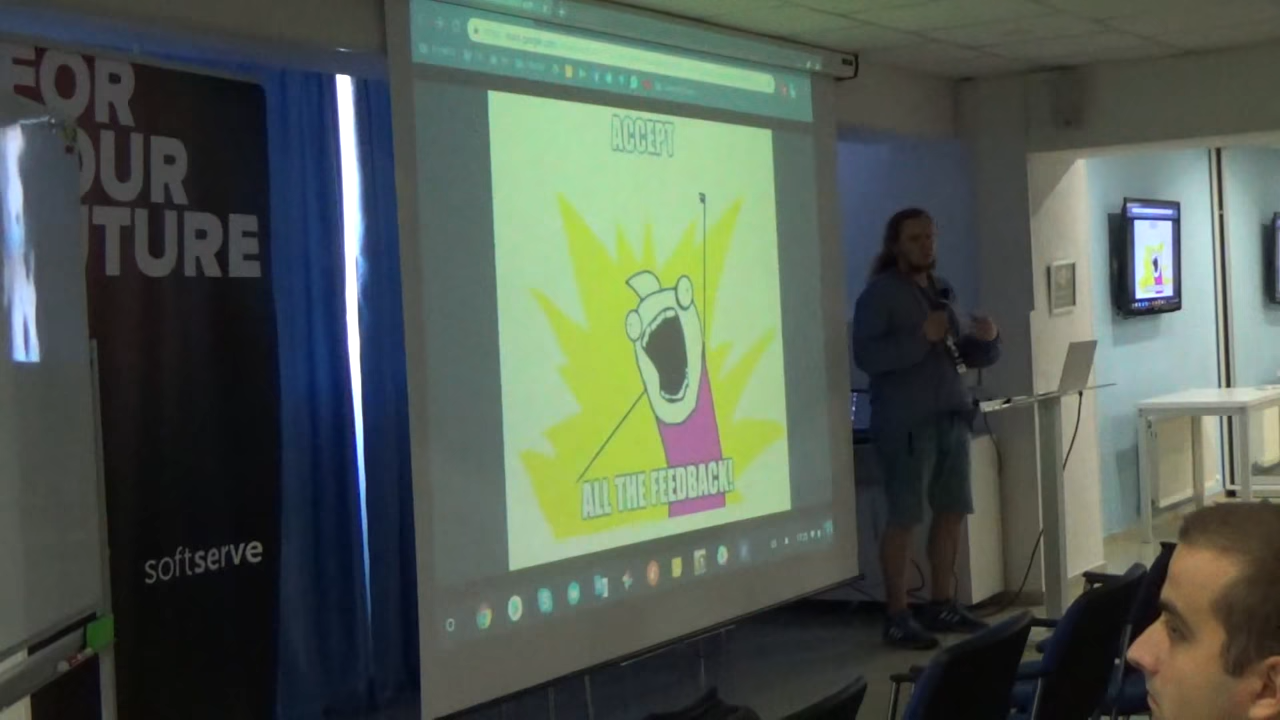 FOR
OUR
TURE
softserve
ACCEPT
ALL THE FEEDBACK!